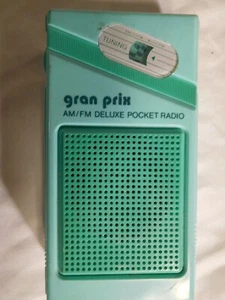 TUNING
gran prix
AM/FM DELUXE POCKET RADIO